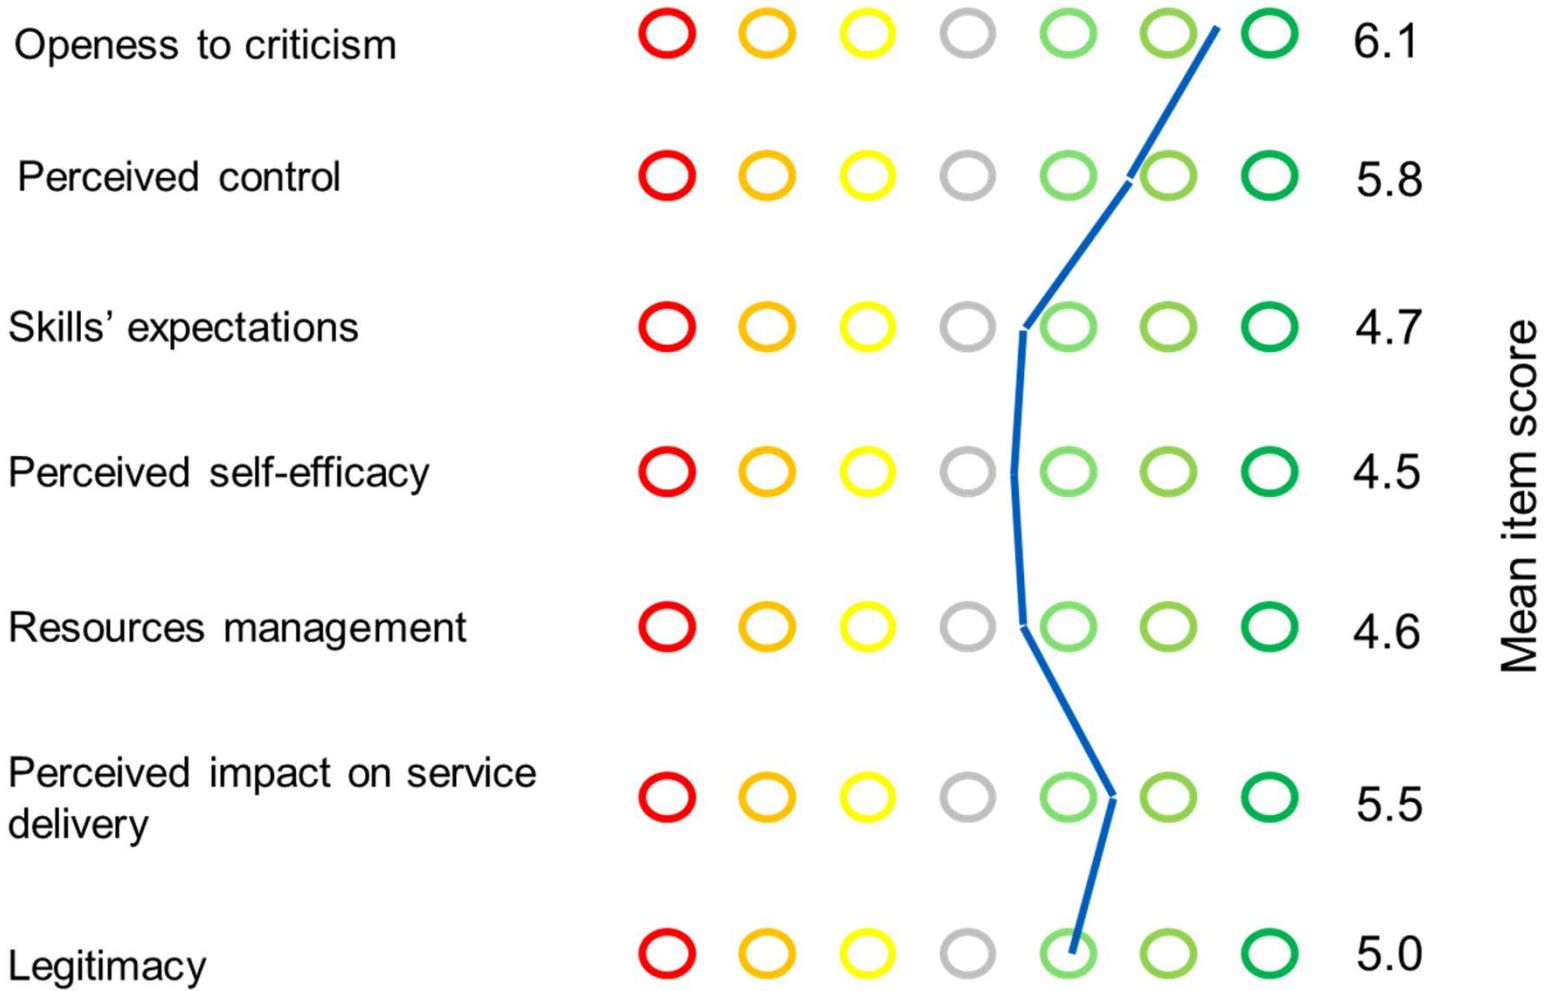 Openess to criticism 6.1
Perceived control 5.8
Skills’ expectations 4.7
Perceived self-efficacy 4.5
Resources management 4.6
Perceived impact on service
delivery 5.5
Legitimacy 5.0
Mean item score